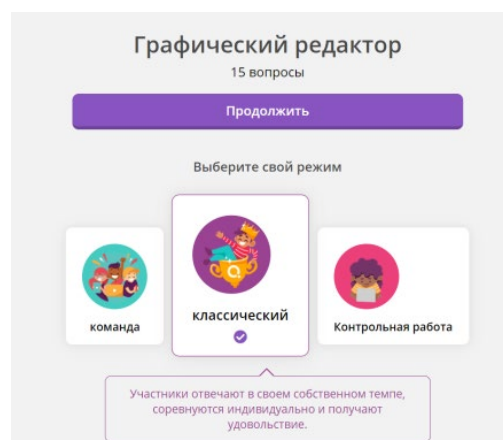 Графический редактор
15 вопросы
Продолжить
Выберите свой режим
команда
классический
Контрольная работа
Участники отвечают в своем собственном темпе,
соревнуются индивидуально и получают
удовольствие.